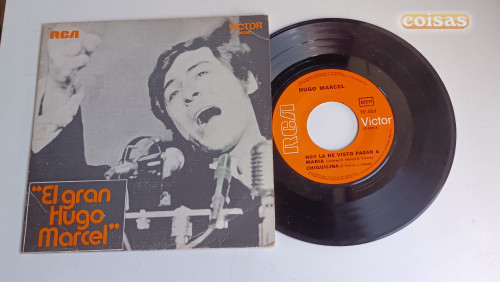 coisas
RCA
VICTOR
"El gran
Hugo
Marcel"
HUGO MARCEL
RCA
Victor
HOY LA HE VISTO PASAR A
MARIA
CHIQUILINA